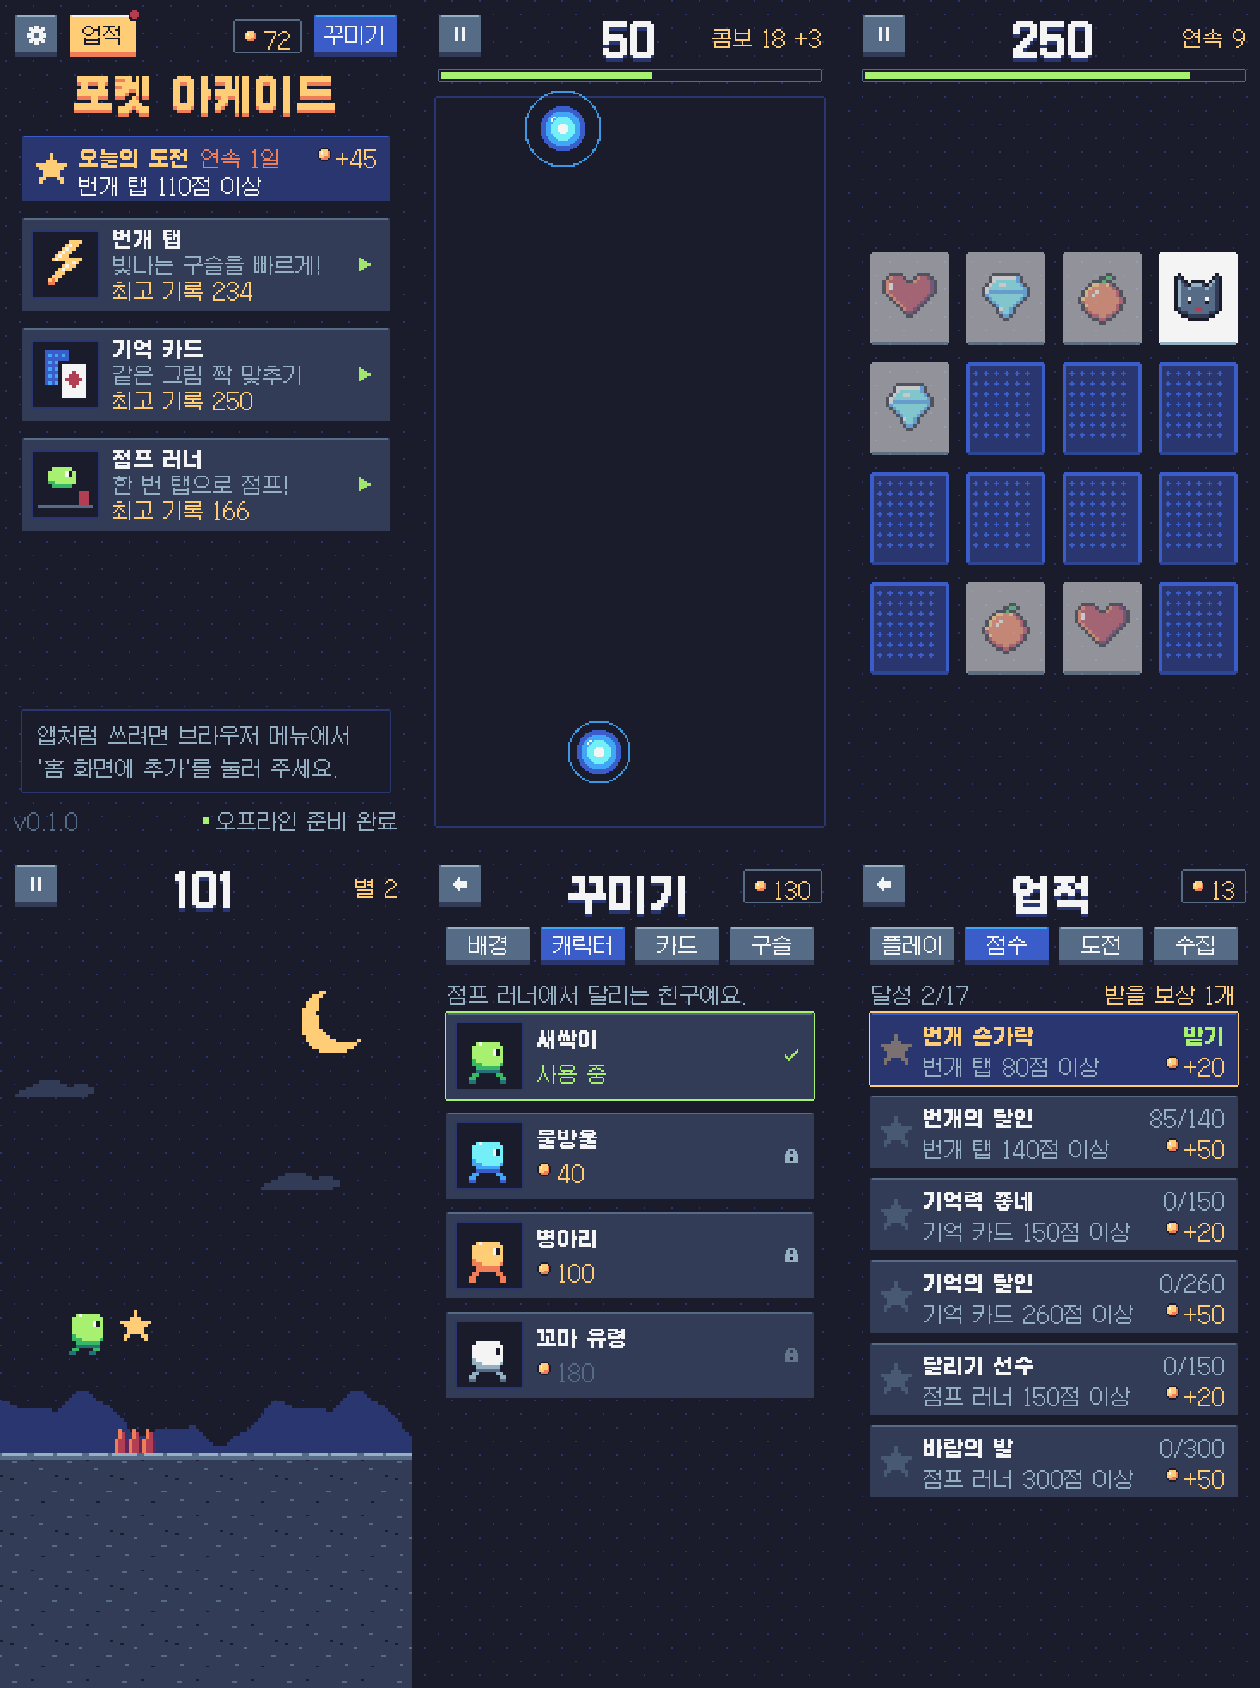 업적
72
꾸미기
포켓 아케이드
오늘의 도전 연속 1일 +45
번개 탭 110점 이상
번개 탭
빛나는 구슬을 빠르게!
최고 기록 234
기억 카드
같은 그림 짝 맞추기
최고 기록 250
점프 러너
한 번 탭으로 점프!
최고 기록 166
앱처럼 쓰려면 브라우저 메뉴에서
'홈 화면에 추가'를 눌러 주세요.
v0.1.0
오프라인 준비 완료
50
콤보 18 +3
250
연속 9
101
별 2
꾸미기
130
배경
캐릭터
카드
구슬
점프 러너에서 달리는 친구예요.
새싹이
사용 중
물방울
40
병아리
100
꼬마 유령
180
업적
13
플레이
점수
도전
수집
달성 2/17
받을 보상 1개
번개 손가락 받기
번개 탭 80점 이상 +20
번개의 달인 85/140
번개 탭 140점 이상 +50
기억력 좋네 0/150
기억 카드 150점 이상 +20
기억의 달인 0/260
기억 카드 260점 이상 +50
달리기 선수 0/150
점프 러너 150점 이상 +20
바람의 발 0/300
점프 러너 300점 이상 +50